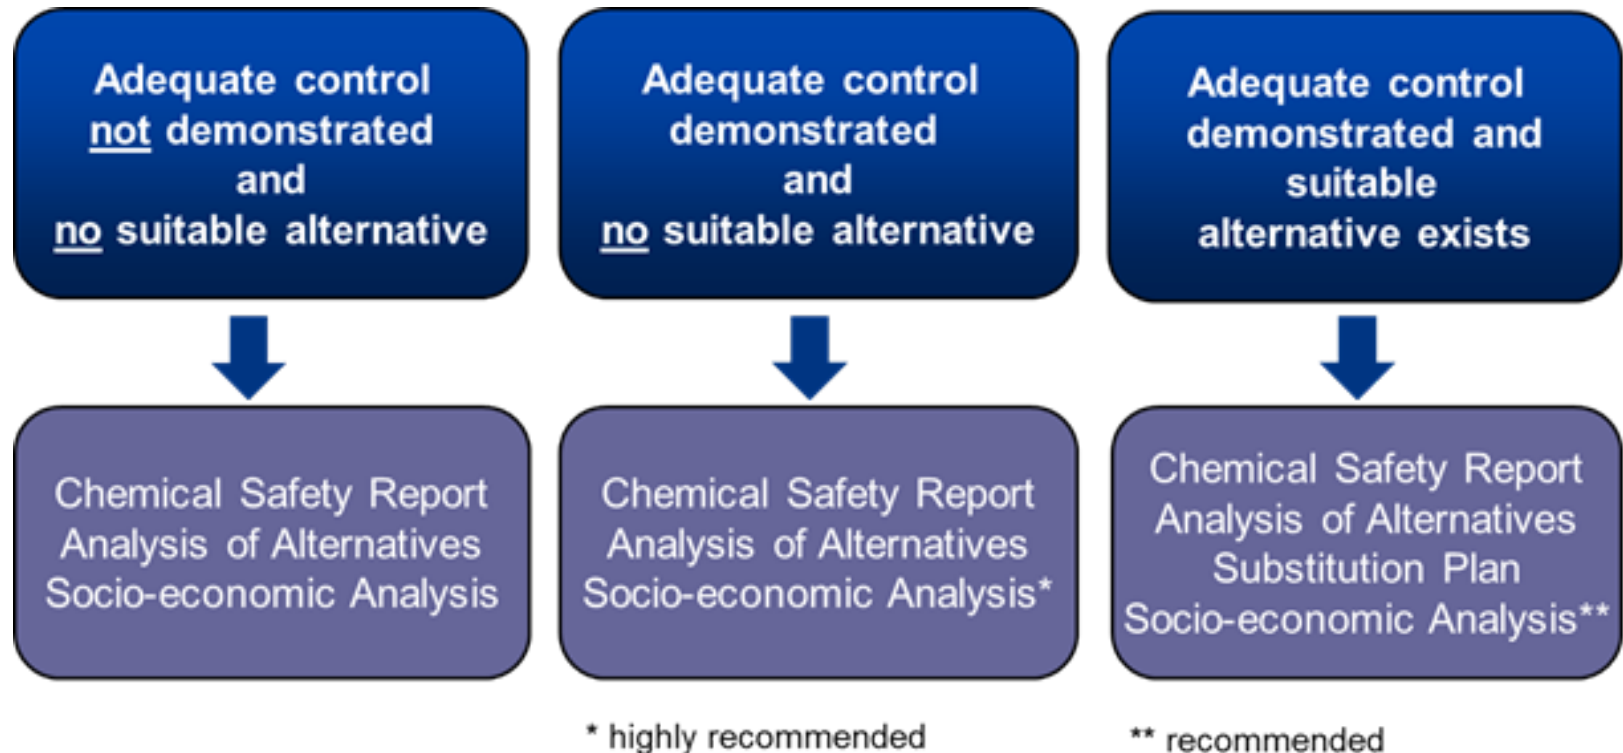 Adequate control
not demonstrated
and
no suitable alternative
Adequate control
demonstrated
and
no suitable alternative
Adequate control
demonstrated and
suitable
alternative exists
Chemical Safety Report
Analysis of Alternatives
Socio-economic Analysis
Chemical Safety Report
Analysis of Alternatives
Socio-economic Analysis*
Chemical Safety Report
Analysis of Alternatives
Substitution Plan
Socio-economic Analysis**
* highly recommended
** recommended